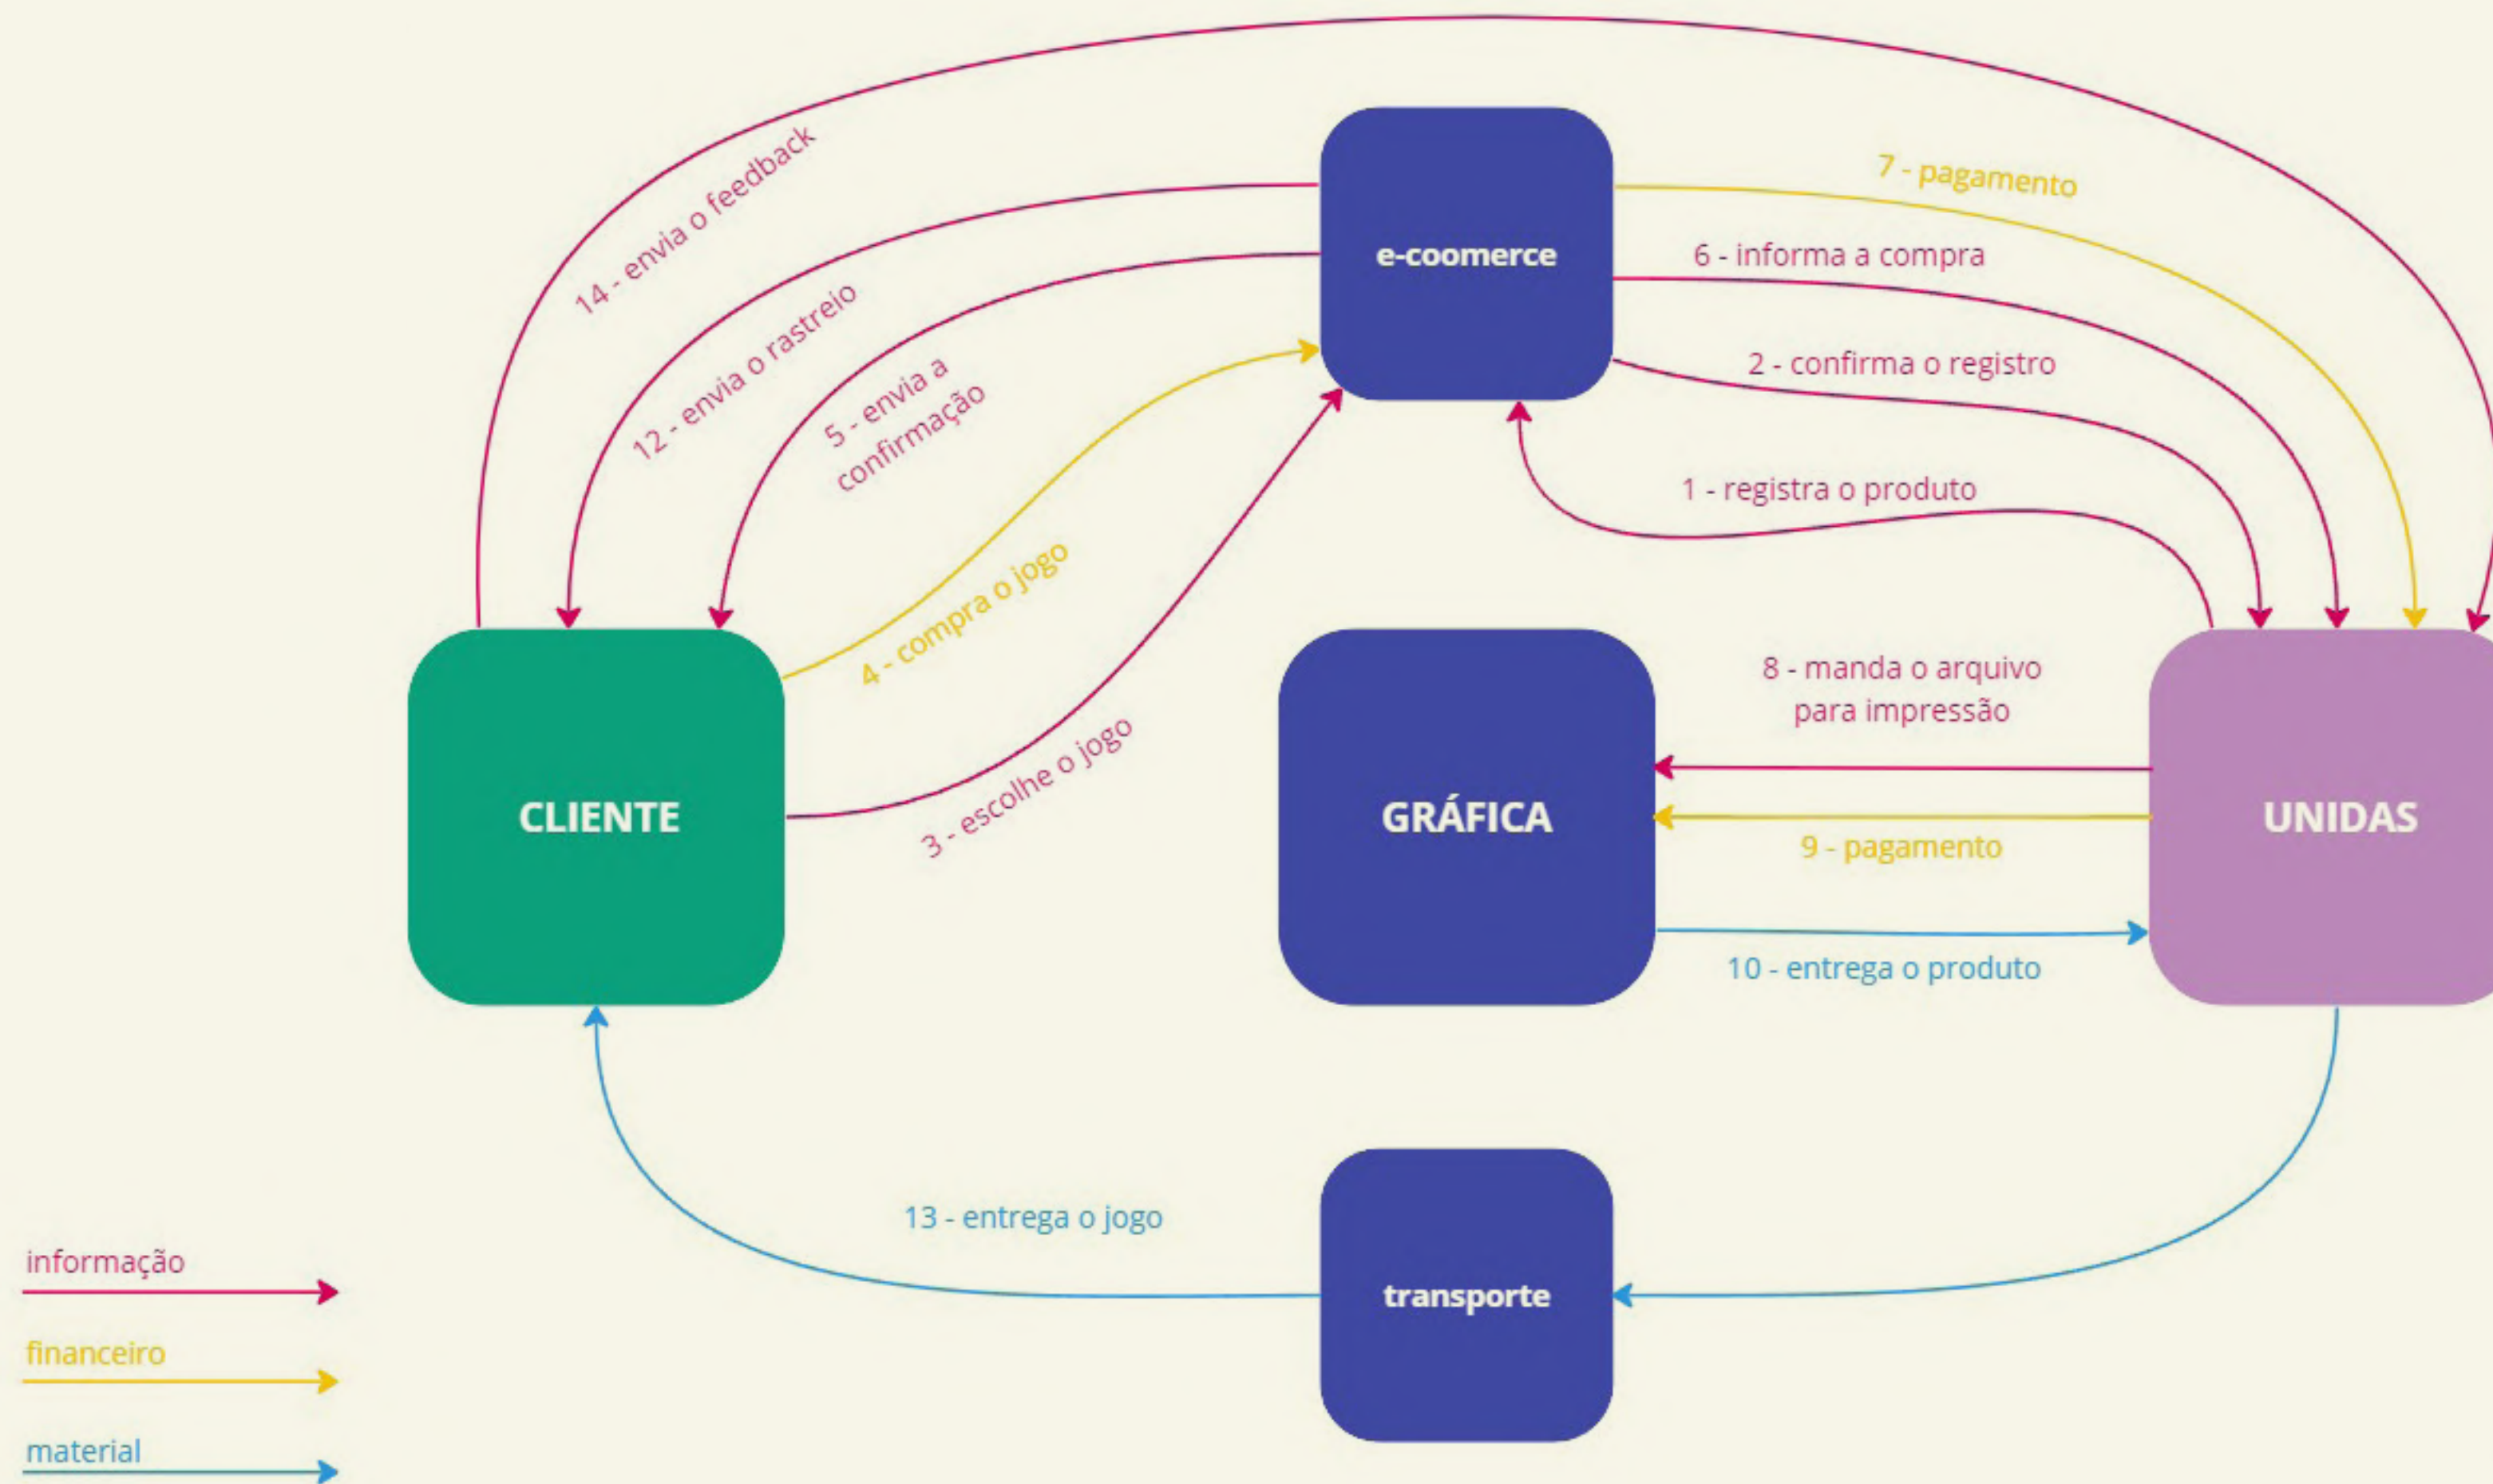 14 - envia o feedback
12 - envia o rastreio
5 - envia a
confirmação
4 - compra o jogo
3 - escolhe o jogo
e-coomerce
7 - pagamento
6 - informa a compra
2 - confirma o registro
1 - registra o produto
CLIENTE
GRÁFICA
UNIDAS
8 - manda o arquivo
para impressão
9 - pagamento
10 - entrega o produto
13 - entrega o jogo
transporte
informação
financeiro
material